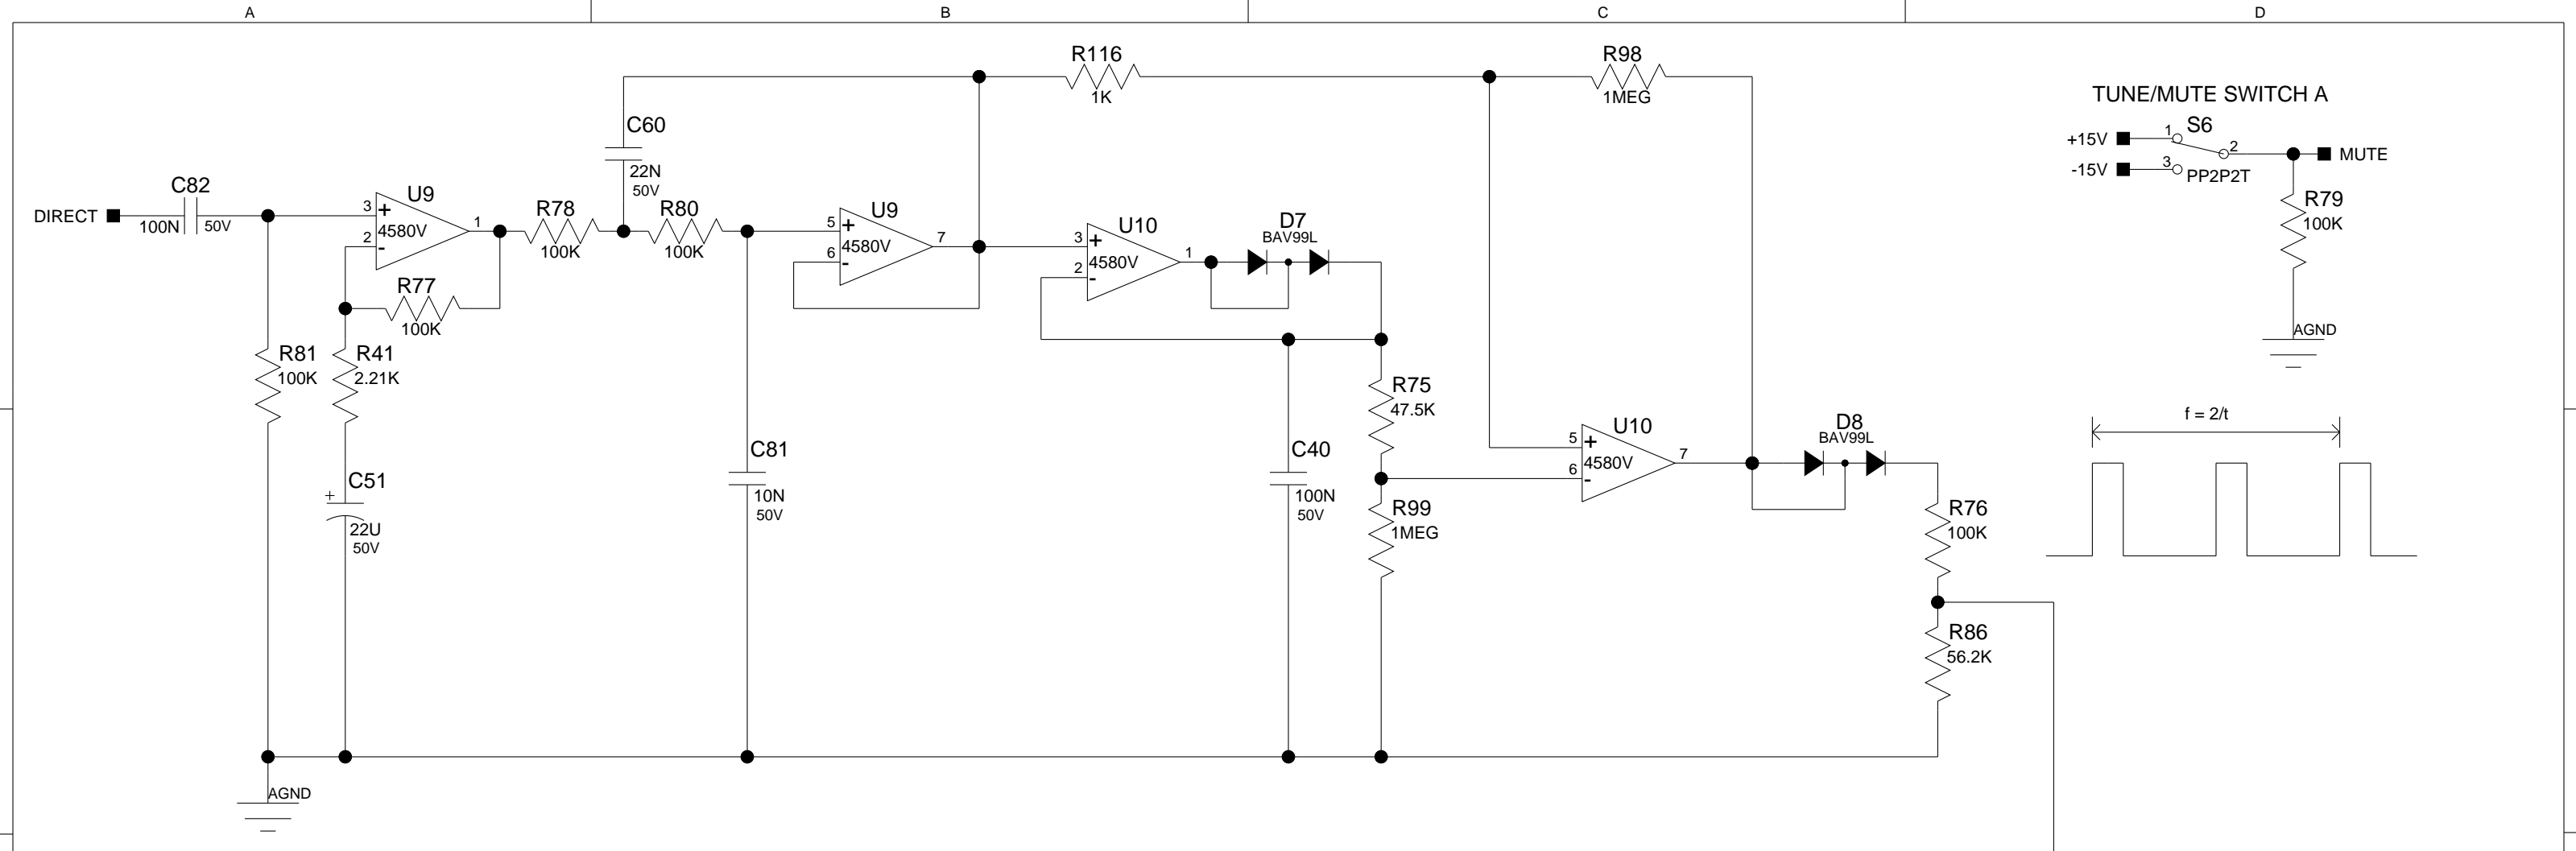 A
B
C
D
R116
1K
R98
1MEG
TUNE/MUTE SWITCH A
+15V
1
S6
2
MUTE
-15V
3
PP2P2T
R79
100K
AGND
C60
22N
50V
C82
DIRECT
100N
50V
U9
3
+
4580V
2
-
1
R78
100K
R80
100K
R77
100K
U9
5
+
4580V
6
-
7
U10
3
+
4580V
2
-
1
D7
BAV99L
R81
100K
R41
2.21K
C51
+
22U
50V
C81
10N
50V
C40
100N
50V
R75
47.5K
R99
1MEG
U10
5
+
4580V
6
-
7
D8
BAV99L
R76
100K
R86
56.2K
f = 2/t
AGND